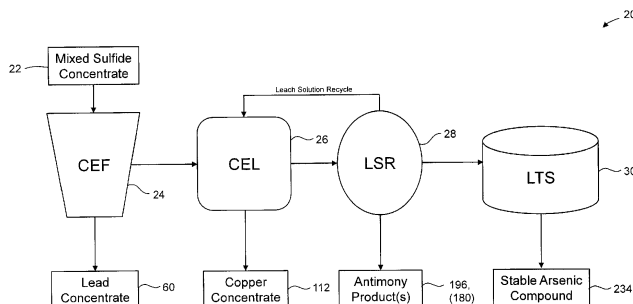 20
22
Mixed Sulfide
Concentrate
Leach Solution Recycle
CEF
24
CEL
26
LSR
28
LTS
30
Lead
Concentrate
60
Copper
Concentrate
112
Antimony
Product(s)
196,
(180)
Stable Arsenic
Compound
234